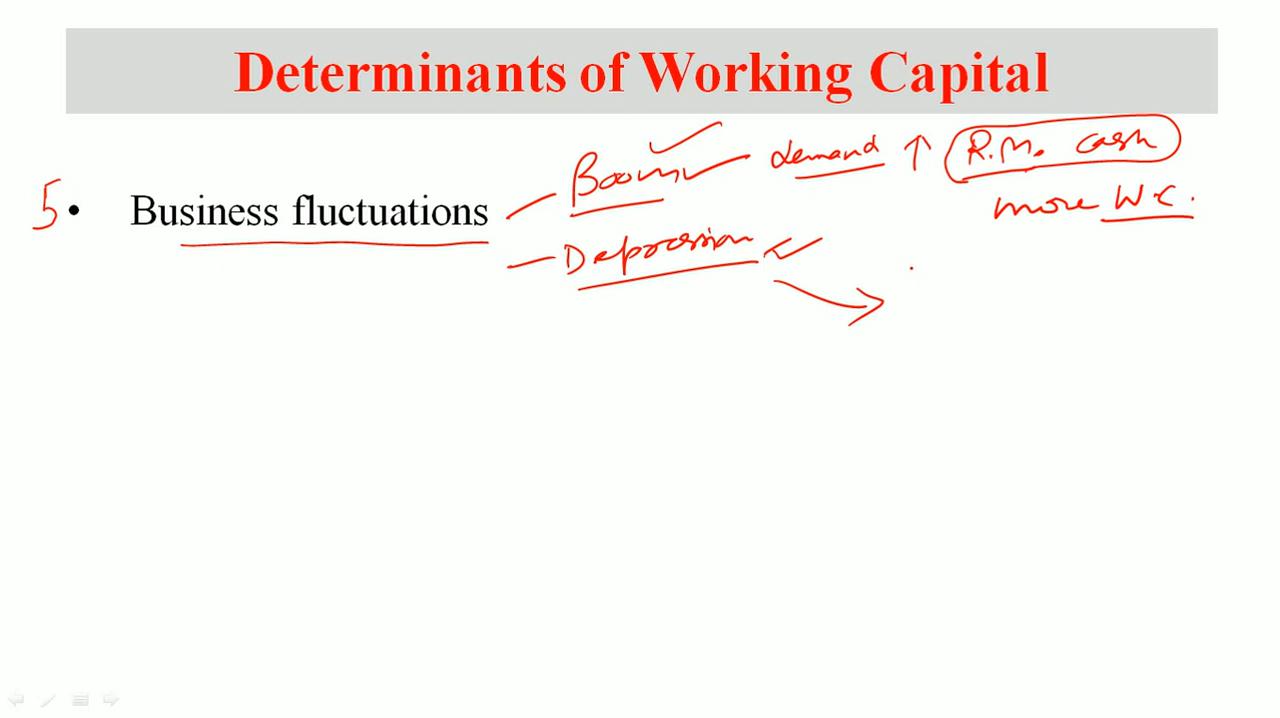 Determinants of Working Capital
Boom demand ↑ R.M. cash
5 • Business fluctuations more W.C.
Depression